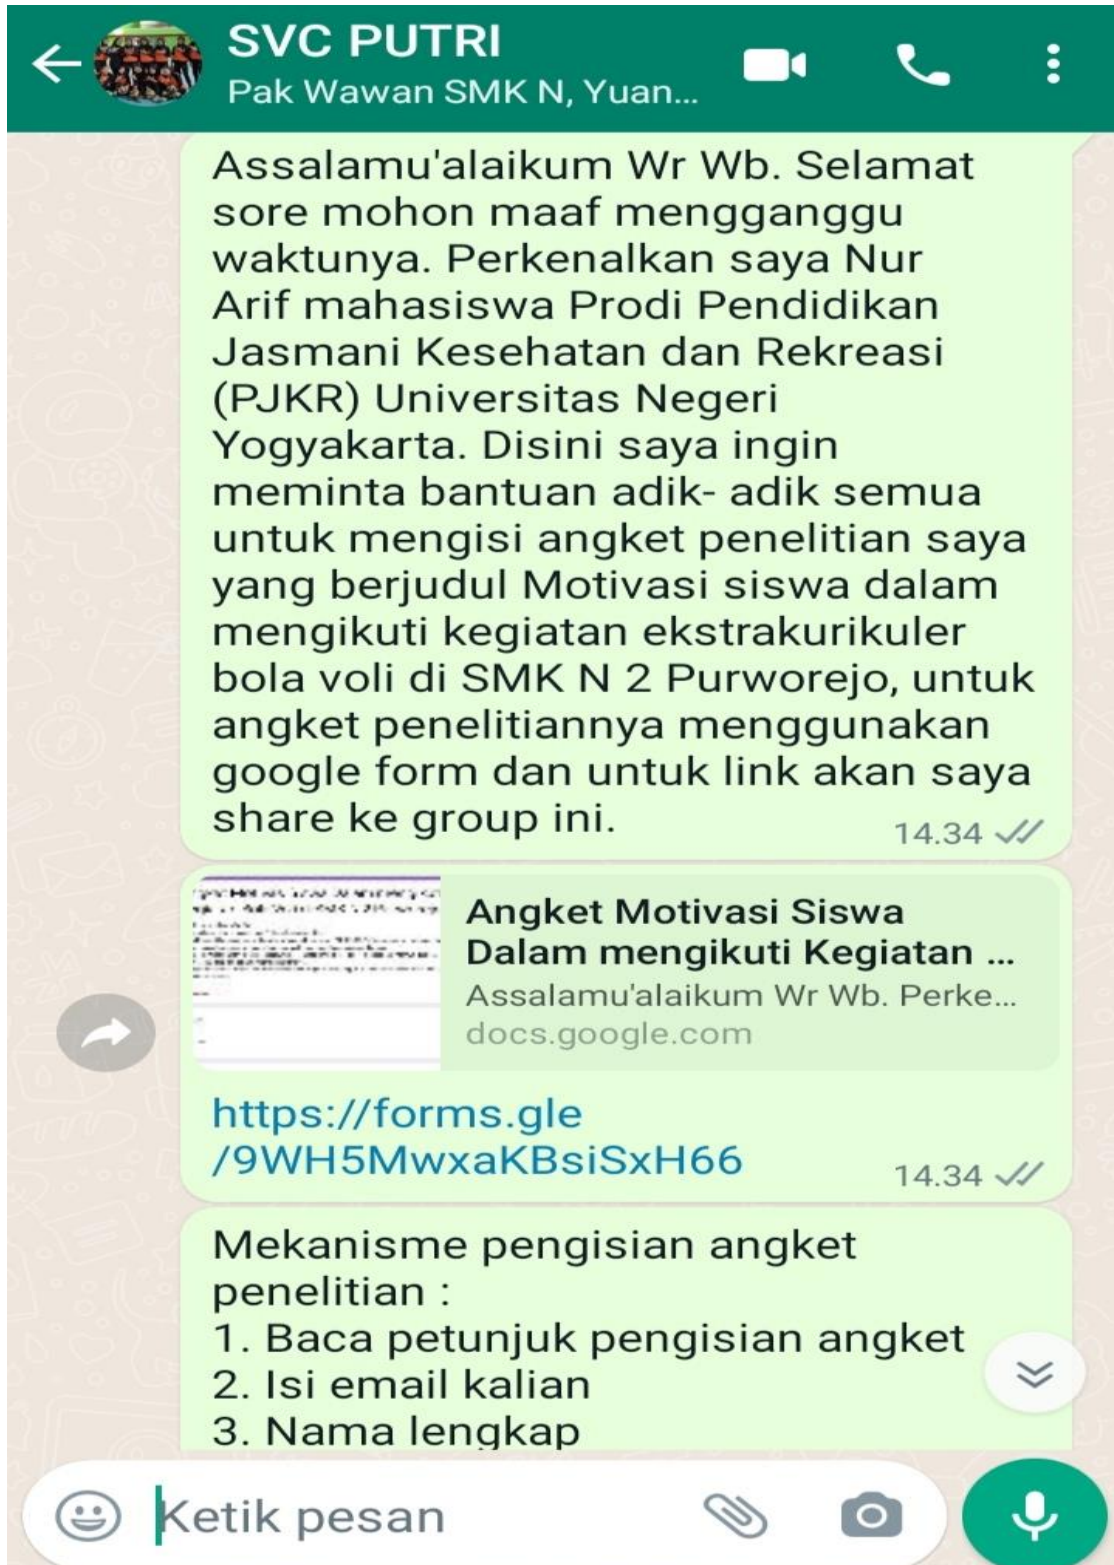 SVC PUTRI
Pak Wawan SMK N, Yuan...
Assalamu'alaikum Wr Wb. Selamat
sore mohon maaf mengganggu
waktunya. Perkenalkan saya Nur
Arif mahasiswa Prodi Pendidikan
Jasmani Kesehatan dan Rekreasi
(PJKR) Universitas Negeri
Yogyakarta. Disini saya ingin
meminta bantuan adik- adik semua
untuk mengisi angket penelitian saya
yang berjudul Motivasi siswa dalam
mengikuti kegiatan ekstrakurikuler
bola voli di SMK N 2 Purworejo, untuk
angket penelitiannya menggunakan
google form dan untuk link akan saya
share ke group ini.
14.34
Angket Motivasi Siswa
Dalam mengikuti Kegiatan ...
Assalamu'alaikum Wr Wb. Perke...
docs.google.com
https://forms.gle
/9WH5MwxaKBsiSxH66
14.34
Mekanisme pengisian angket
penelitian :
1. Baca petunjuk pengisian angket
2. Isi email kalian
3. Nama lengkap
Ketik pesan